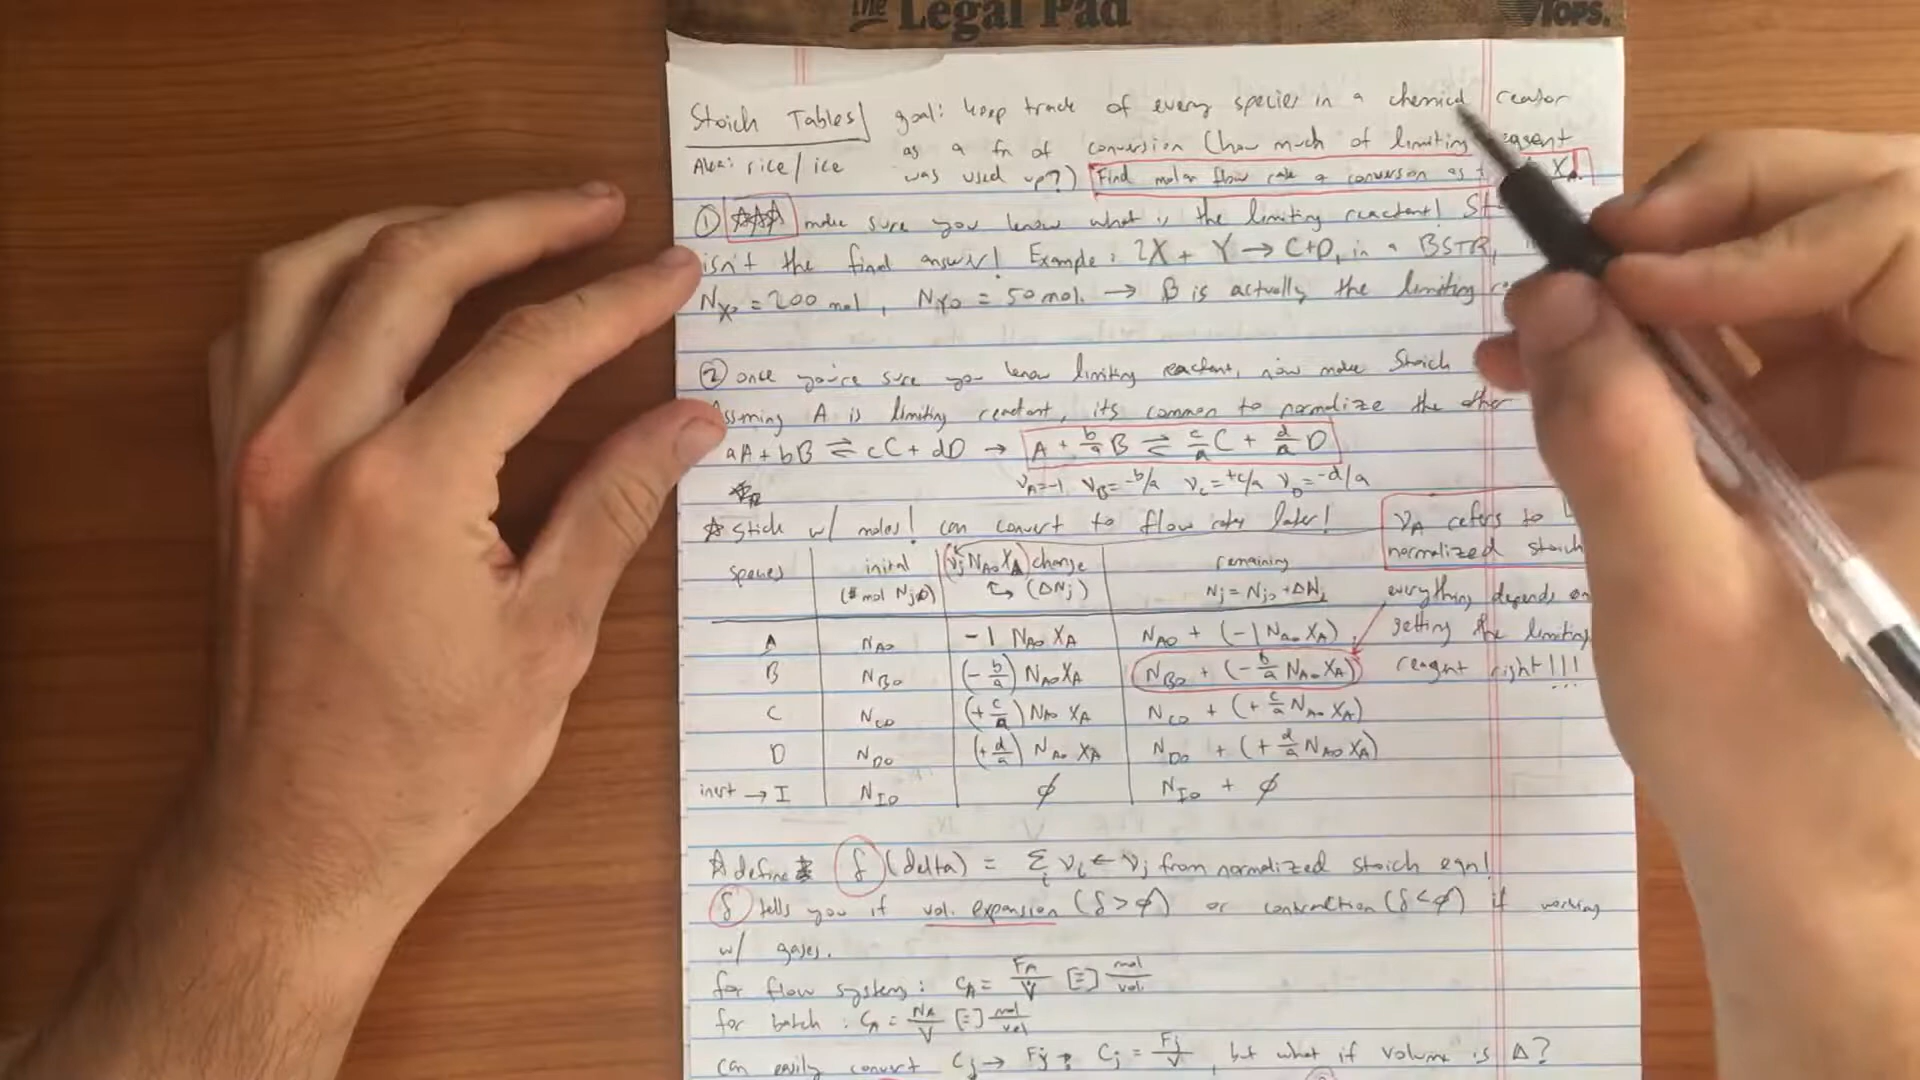 The Legal Pad TOPS.
Stoich Tables goal: keep track of every species in a chemical reactor
Aka: rice/ice as a fn of conversion (how much of limiting reagent
was used up?) Find molar flow rate & conversion as X_A.
① ☆☆☆ make sure you know what is the limiting reactant!
isn't the final answer! Example: 2X + Y → C+D, in a BSTR,
N_X0 = 200 mol, N_Y0 = 50 mol. → B is actually the limiting
② once you're sure you know limiting reactant, now make Stoich
Assuming A is limiting reactant, its common to normalize the other
aA + bB ⇌ cC + dD → A + b/a B ⇌ c/a C + d/a D
ν_A=-1 ν_B=-b/a ν_C=+c/a ν_D=-d/a
☆ stick w/ moles! can convert to flow rates later! ν_A refers to
normalized stoich
species initial (# mol N_j0) ν_j N_A0 X_A change (ΔN_j) remaining N_j = N_j0 + ΔN_j
everything depends on
A N_A0 -1 N_A0 X_A N_A0 + (-1 N_A0 X_A) getting the limiting
B N_B0 (-b/a) N_A0 X_A N_B0 + (-b/a N_A0 X_A) reagent right!!!
C N_C0 (+c/a) N_A0 X_A N_C0 + (+c/a N_A0 X_A)
D N_D0 (+d/a) N_A0 X_A N_D0 + (+d/a N_A0 X_A)
inert → I N_I0 ϕ N_I0 + ϕ
☆ define δ (delta) = Σ_i ν_i ← ν_j from normalized stoich eqn!
δ tells you if vol. expansion (δ > ϕ) or contraction (δ < ϕ) if working
w/ gases.
for flow system: C_A = F_A/V̇ [=] mol/vol.
for batch: C_A = N_A/V [=] mol/vol
can easily convert C_j → F_j; C_j = F_j/V̇, but what if volume is Δ?